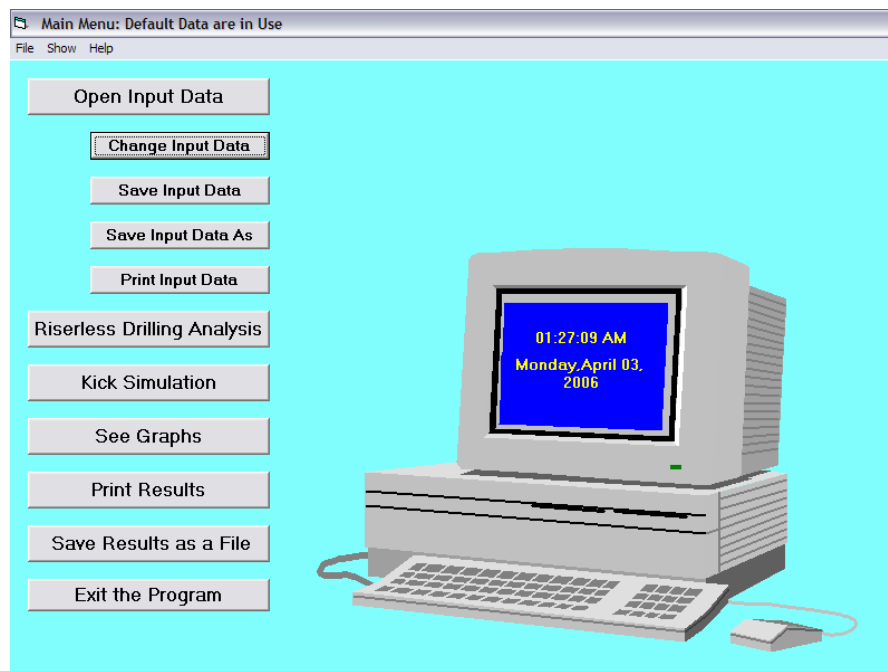 Main Menu: Default Data are in Use
File Show Help
Open Input Data
Change Input Data
Save Input Data
Save Input Data As
Print Input Data
Riserless Drilling Analysis
Kick Simulation
See Graphs
Print Results
Save Results as a File
Exit the Program
01:27:09 AM
Monday,April 03,
2006